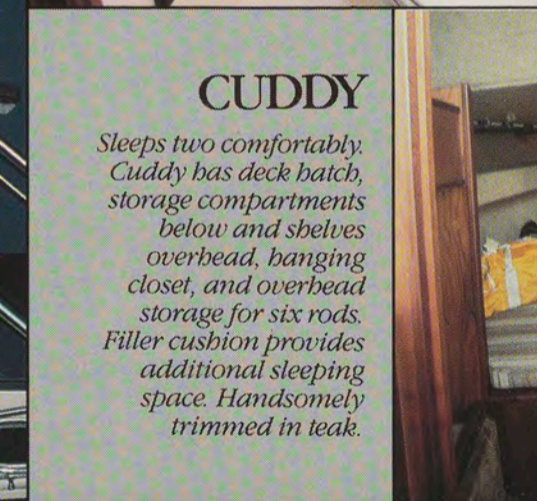 CUDDY
Sleeps two comfortably.
Cuddy has deck hatch,
storage compartments
below and shelves
overhead, hanging
closet, and overhead
storage for six rods.
Filler cushion provides
additional sleeping
space. Handsomely
trimmed in teak.